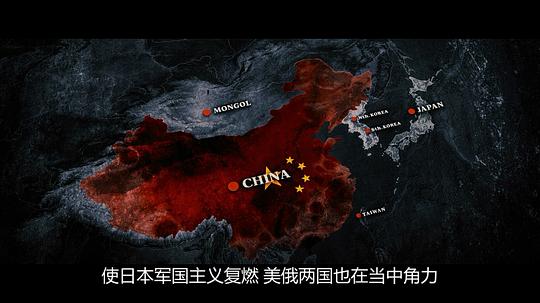 MONGOL
Nth. KOREA
JAPAN
Sth. KOREA
CHINA
TAIWAN
使日本军国主义复燃 美俄两国也在当中角力